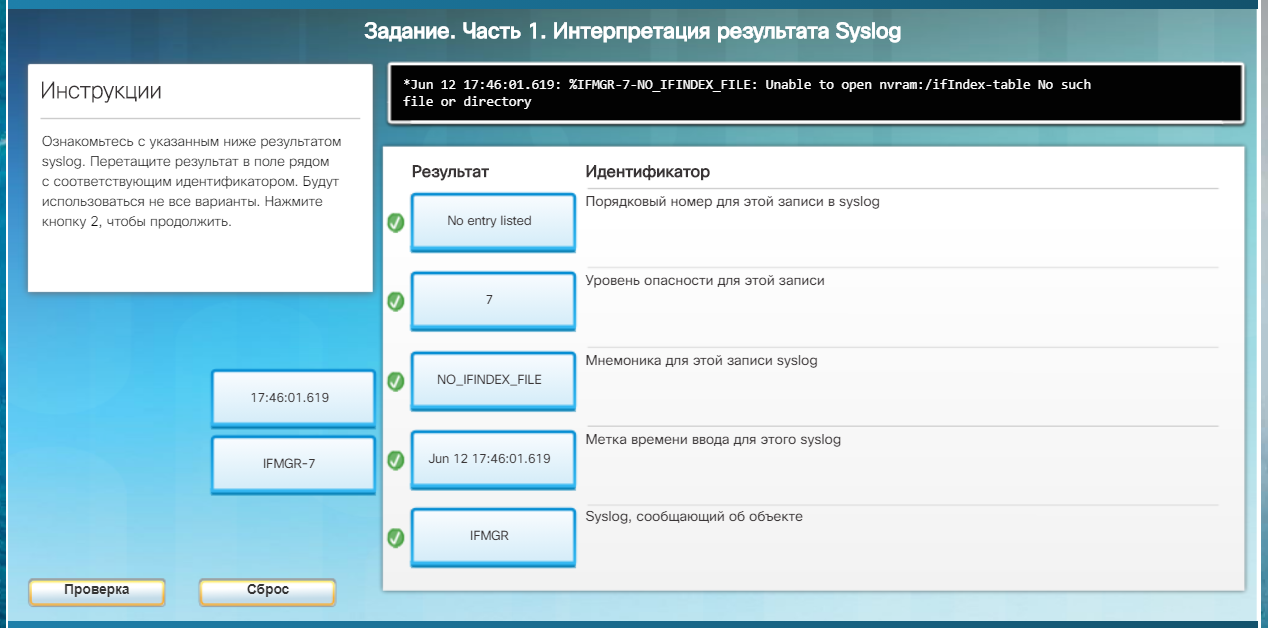 Задание. Часть 1. Интерпретация результата Syslog
Инструкции
Ознакомьтесь с указанным ниже результатом
syslog. Перетащите результат в поле рядом
с соответствующим идентификатором. Будут
использоваться не все варианты. Нажмите
кнопку 2, чтобы продолжить.
*Jun 12 17:46:01.619: %IFMGR-7-NO_IFINDEX_FILE: Unable to open nvram:/ifIndex-table No such
file or directory
Результат Идентификатор
No entry listed Порядковый номер для этой записи в syslog
7 Уровень опасности для этой записи
NO_IFINDEX_FILE Мнемоника для этой записи syslog
Jun 12 17:46:01.619 Метка времени ввода для этого syslog
IFMGR Syslog, сообщающий об объекте
17:46:01.619
IFMGR-7
Проверка Сброс